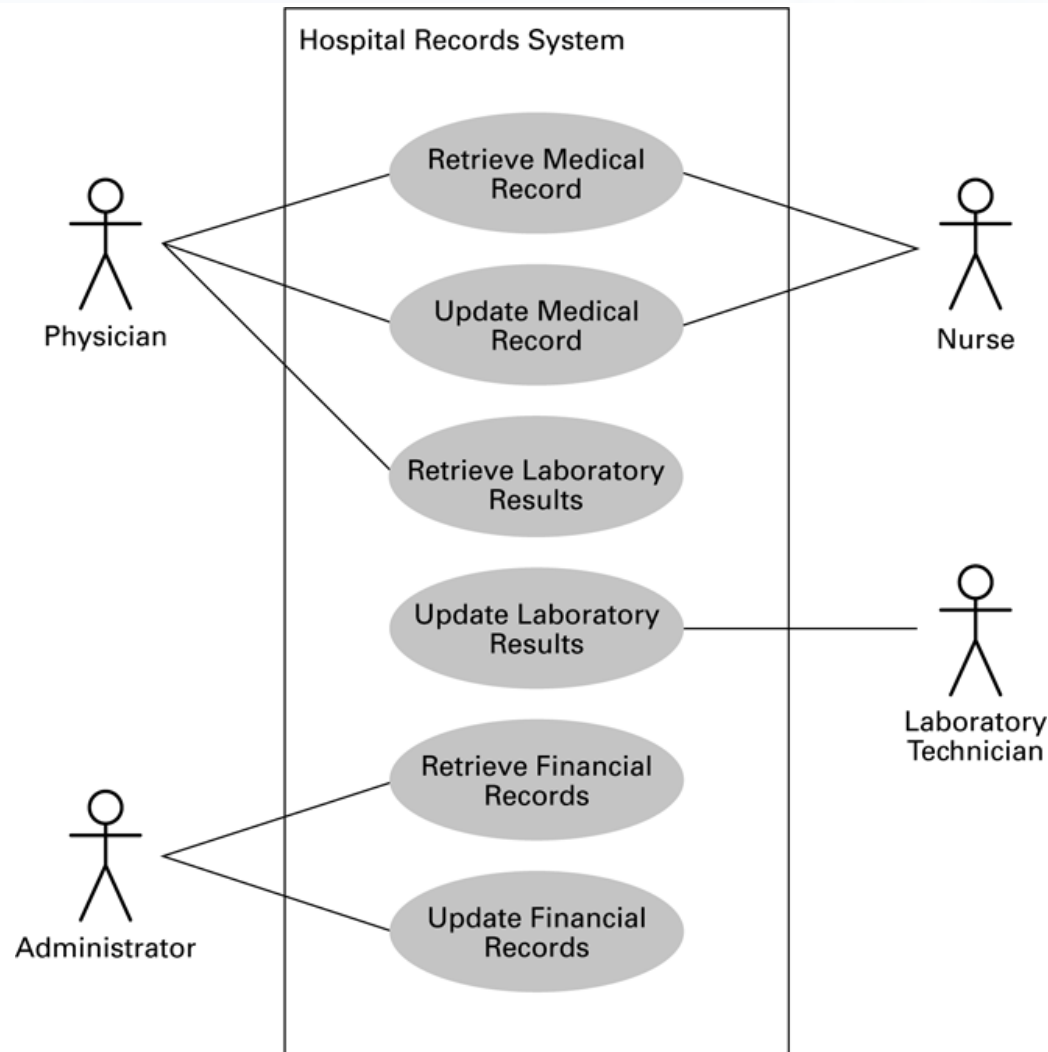 Hospital Records System
Retrieve Medical
Record
Physician
Update Medical
Record
Nurse
Retrieve Laboratory
Results
Update Laboratory
Results
Laboratory
Technician
Retrieve Financial
Records
Administrator
Update Financial
Records